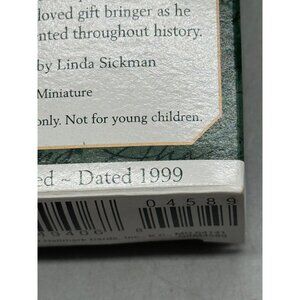 loved gift bringer as he
ented throughout history.
by Linda Sickman
Miniature
only. Not for young children.
ed ~ Dated 1999
04589